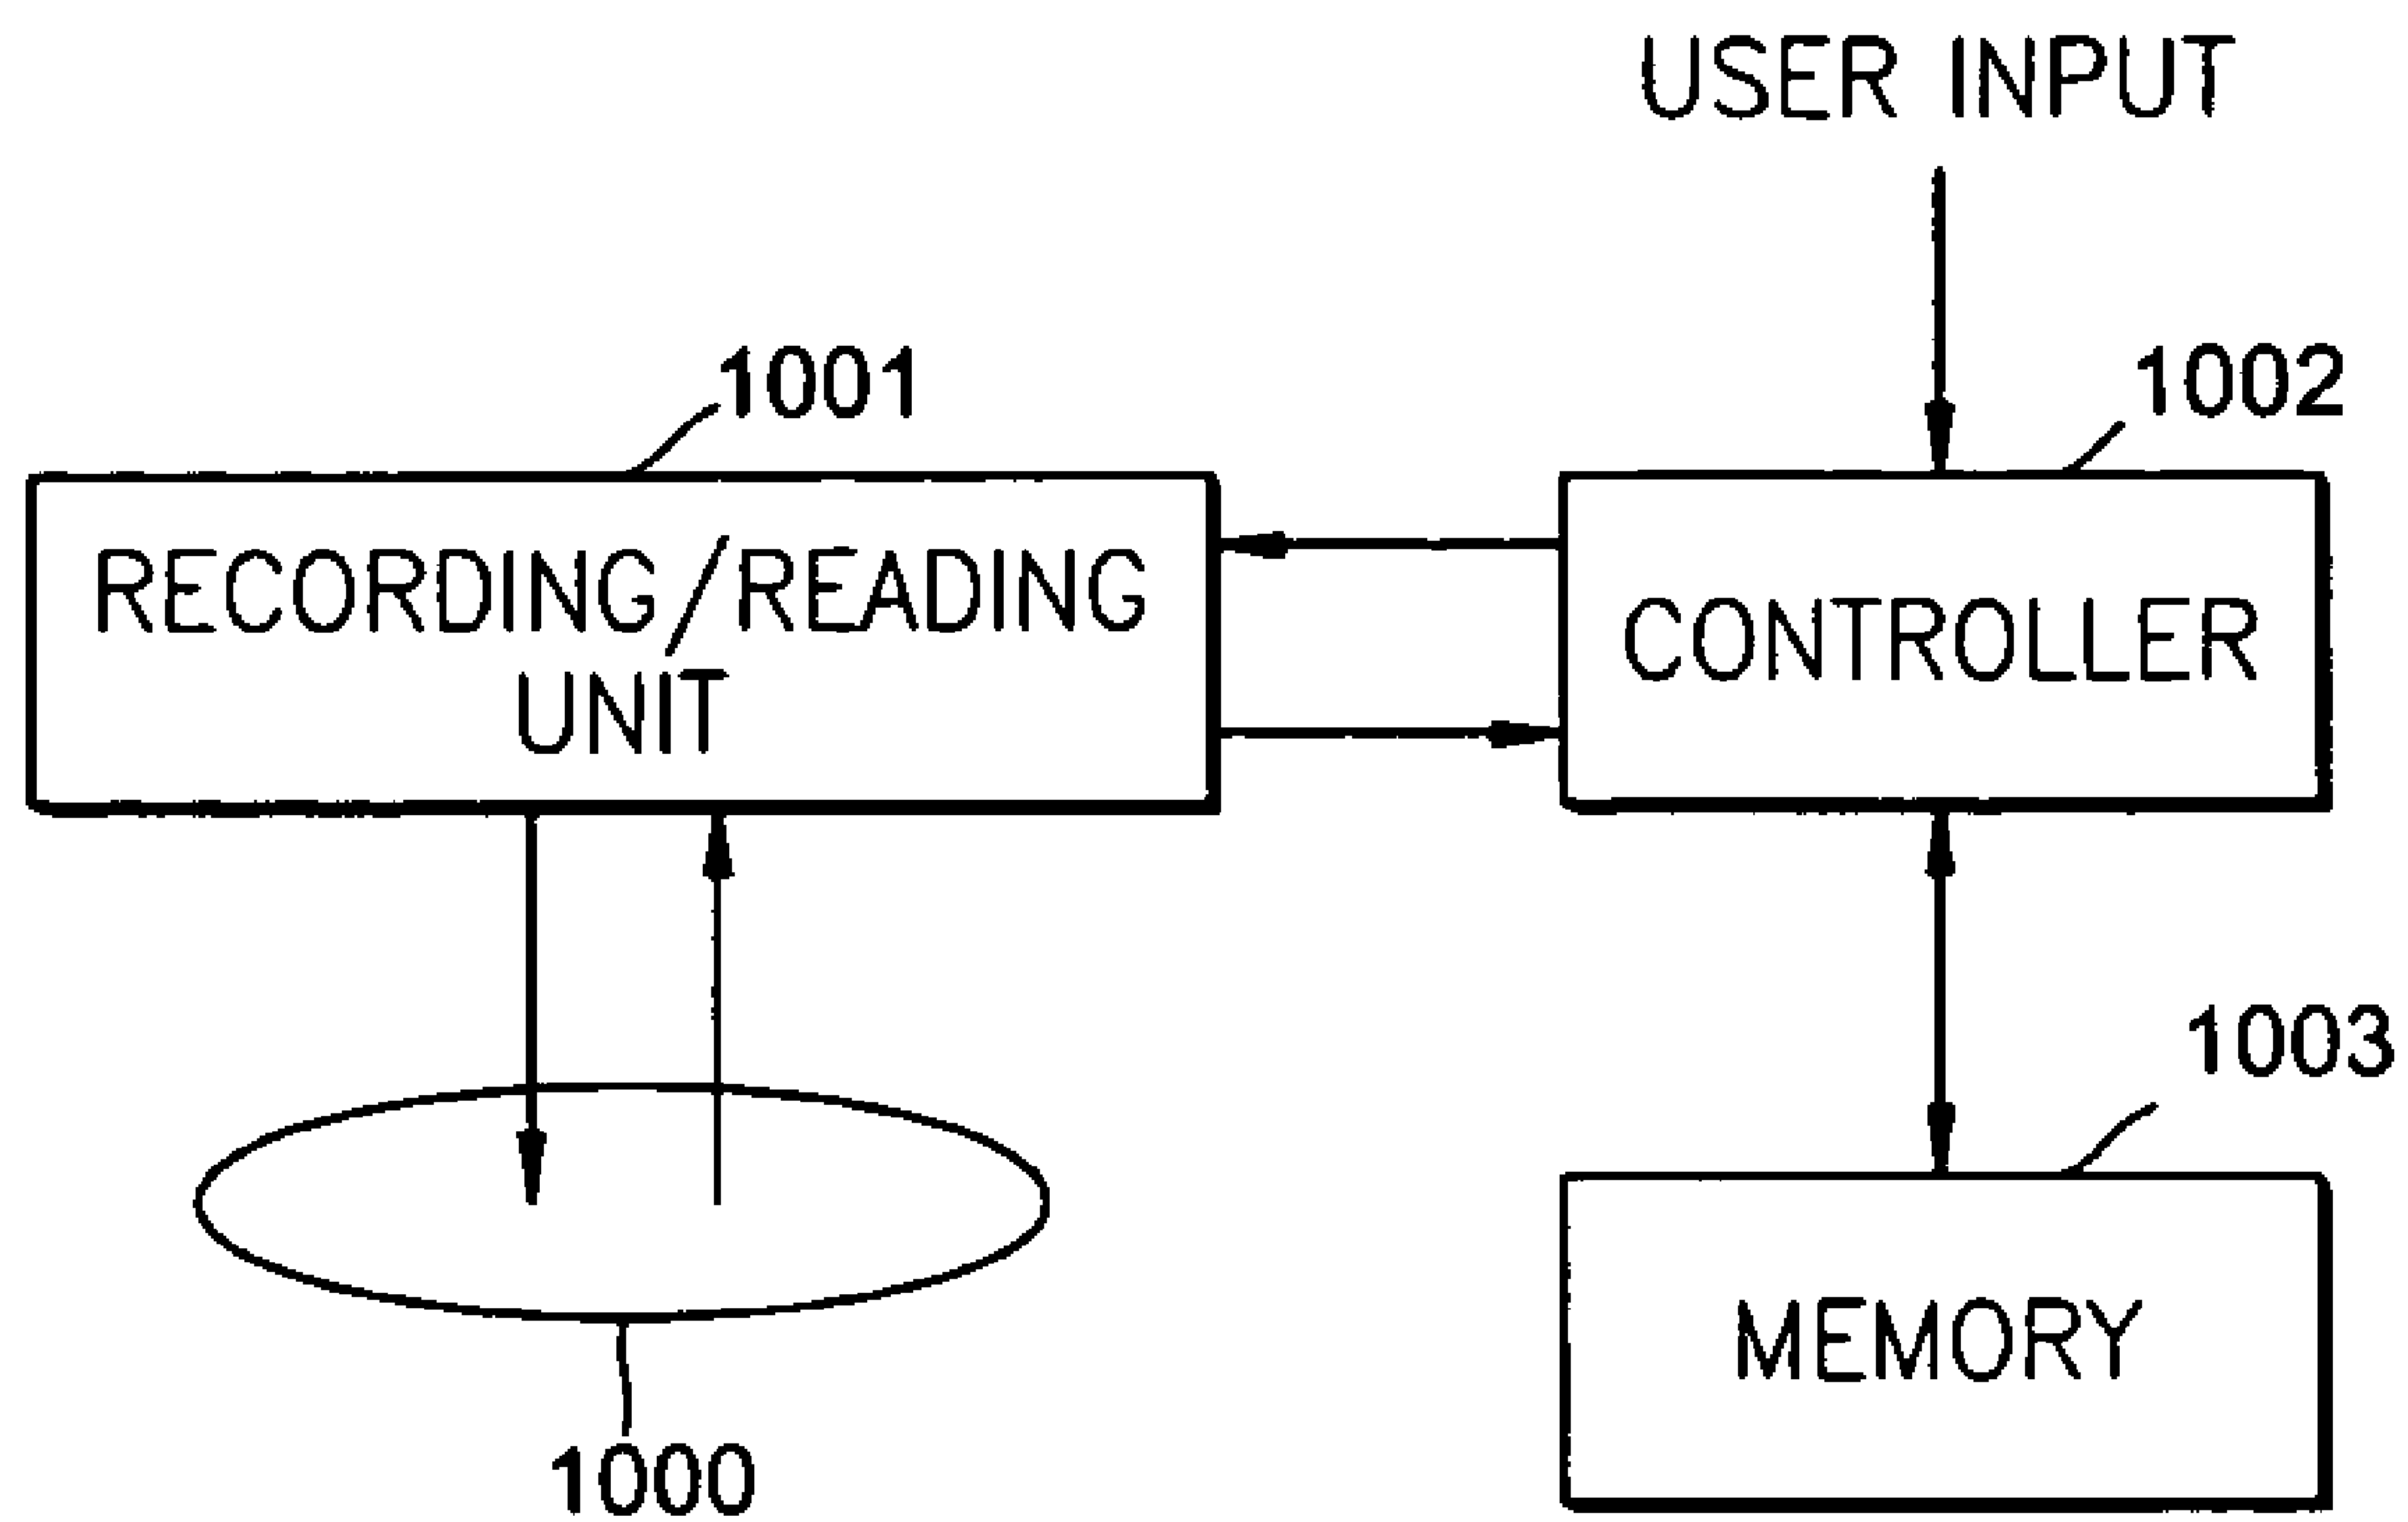 USER INPUT
1001
1002
RECORDING/READING
UNIT
CONTROLLER
1003
MEMORY
1000